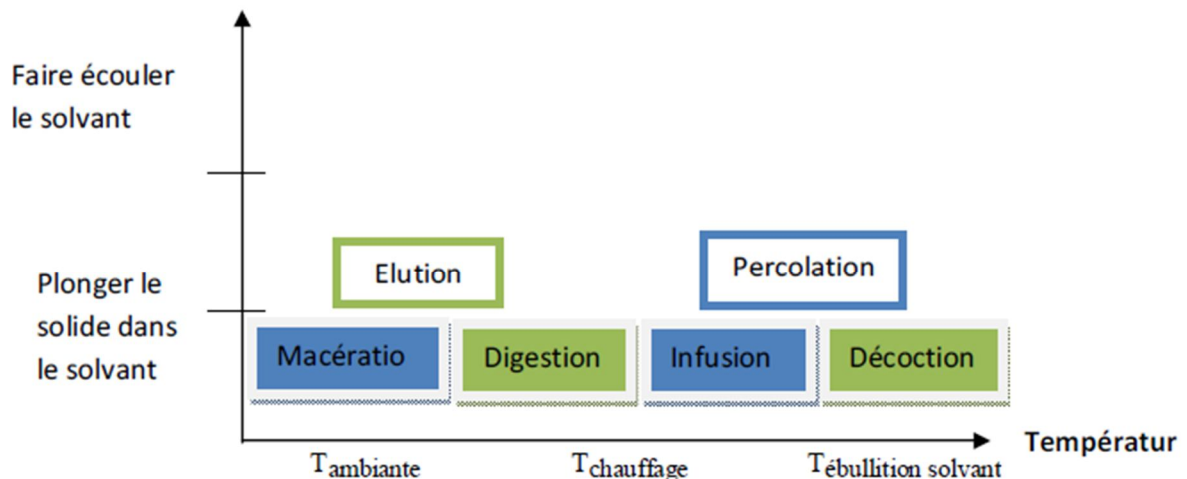 Faire écouler
le solvant
Elution
Percolation
Plonger le
solide dans
le solvant
Macératio
Digestion
Infusion
Décoction
Températur
Tambiante
Tchauffage
Tébullition solvant